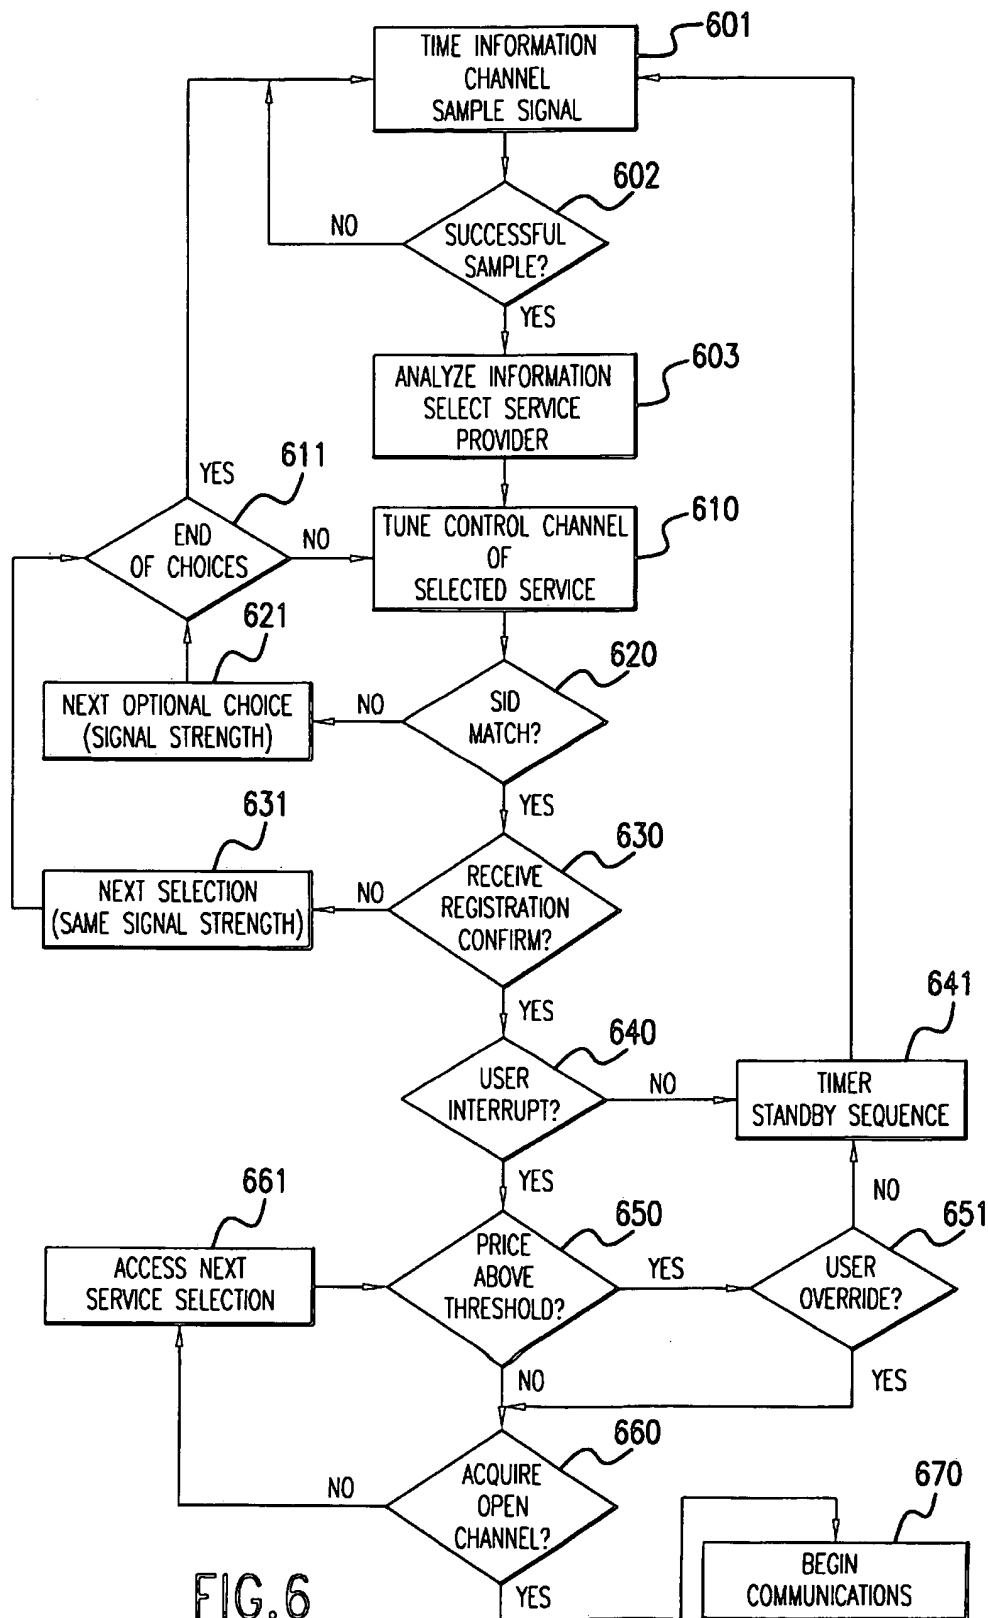 601
TIME INFORMATION
CHANNEL
SAMPLE SIGNAL
602
NO
SUCCESSFUL
SAMPLE?
YES
603
ANALYZE INFORMATION
SELECT SERVICE
PROVIDER
611
YES
END
OF CHOICES
NO
610
TUNE CONTROL CHANNEL
OF
SELECTED SERVICE
621
NEXT OPTIONAL CHOICE
(SIGNAL STRENGTH)
NO
620
SID
MATCH?
YES
631
NEXT SELECTION
(SAME SIGNAL STRENGTH)
NO
630
RECEIVE
REGISTRATION
CONFIRM?
YES
640
USER
INTERRUPT?
NO
641
TIMER
STANDBY SEQUENCE
YES
NO
661
ACCESS NEXT
SERVICE SELECTION
650
PRICE
ABOVE
THRESHOLD?
YES
651
USER
OVERRIDE?
NO
YES
660
ACQUIRE
OPEN
CHANNEL?
NO
YES
670
BEGIN
COMMUNICATIONS
FIG.6